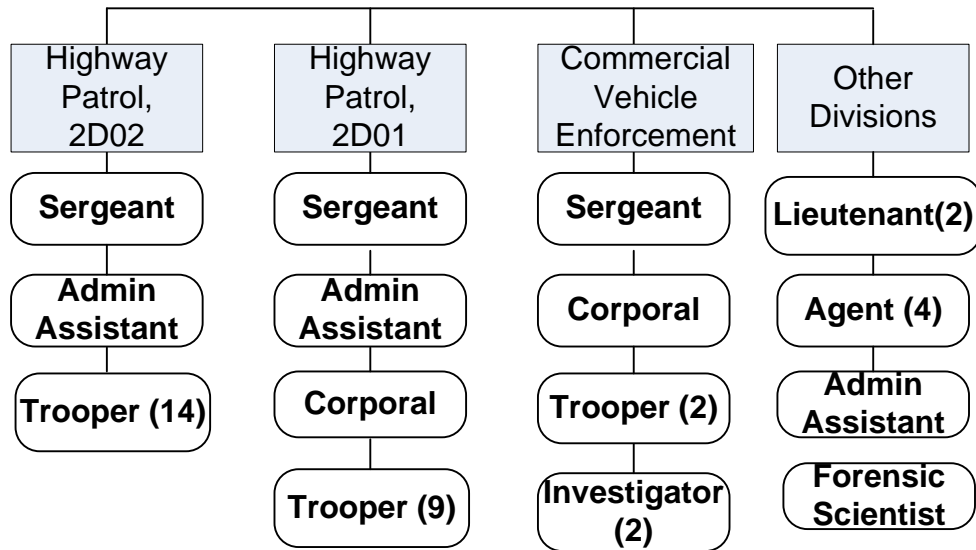 Highway
Patrol,
2D02
Sergeant
Admin
Assistant
Trooper (14)
Highway
Patrol,
2D01
Sergeant
Admin
Assistant
Corporal
Trooper (9)
Commercial
Vehicle
Enforcement
Sergeant
Corporal
Trooper (2)
Investigator
(2)
Other
Divisions
Lieutenant(2)
Agent (4)
Admin
Assistant
Forensic
Scientist